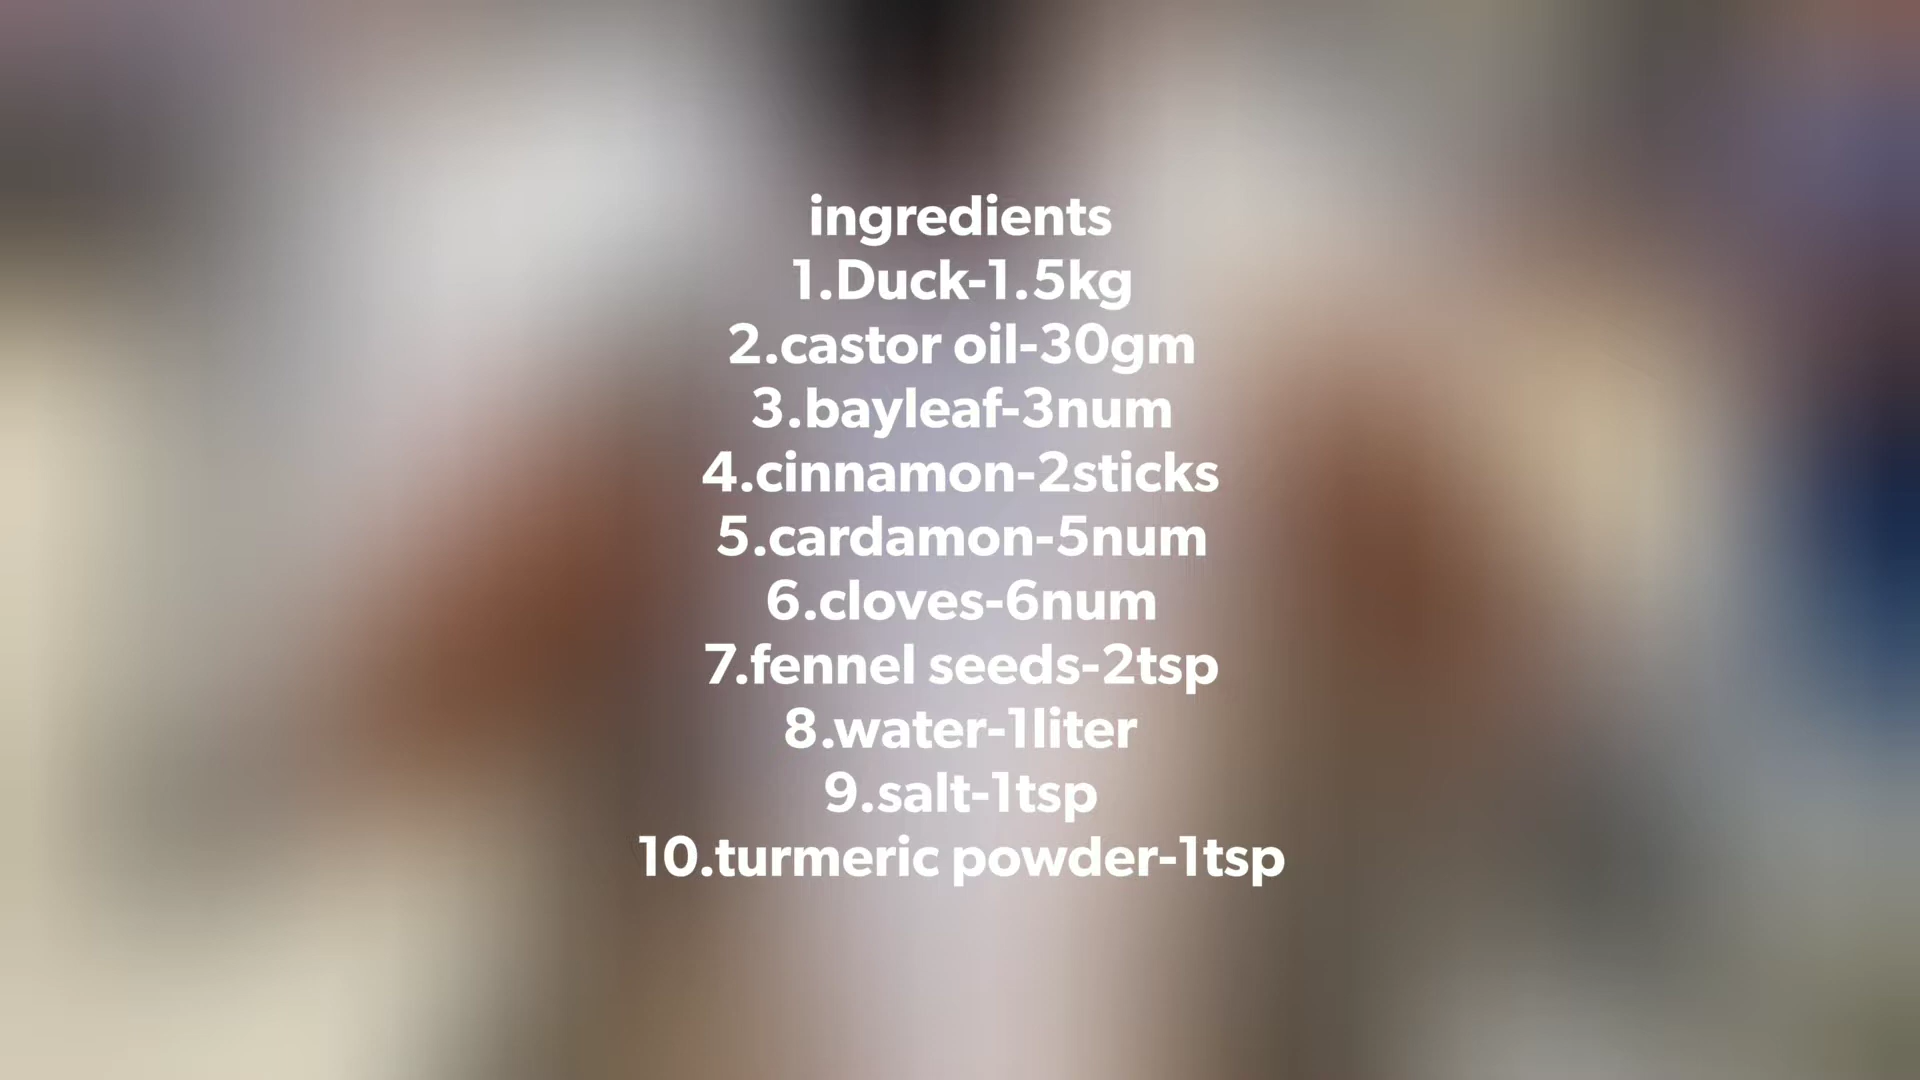 ingredients
1.Duck-1.5kg
2.castor oil-30gm
3.bayleaf-3num
4.cinnamon-2sticks
5.cardamon-5num
6.cloves-6num
7.fennel seeds-2tsp
8.water-1liter
9.salt-1tsp
10.turmeric powder-1tsp